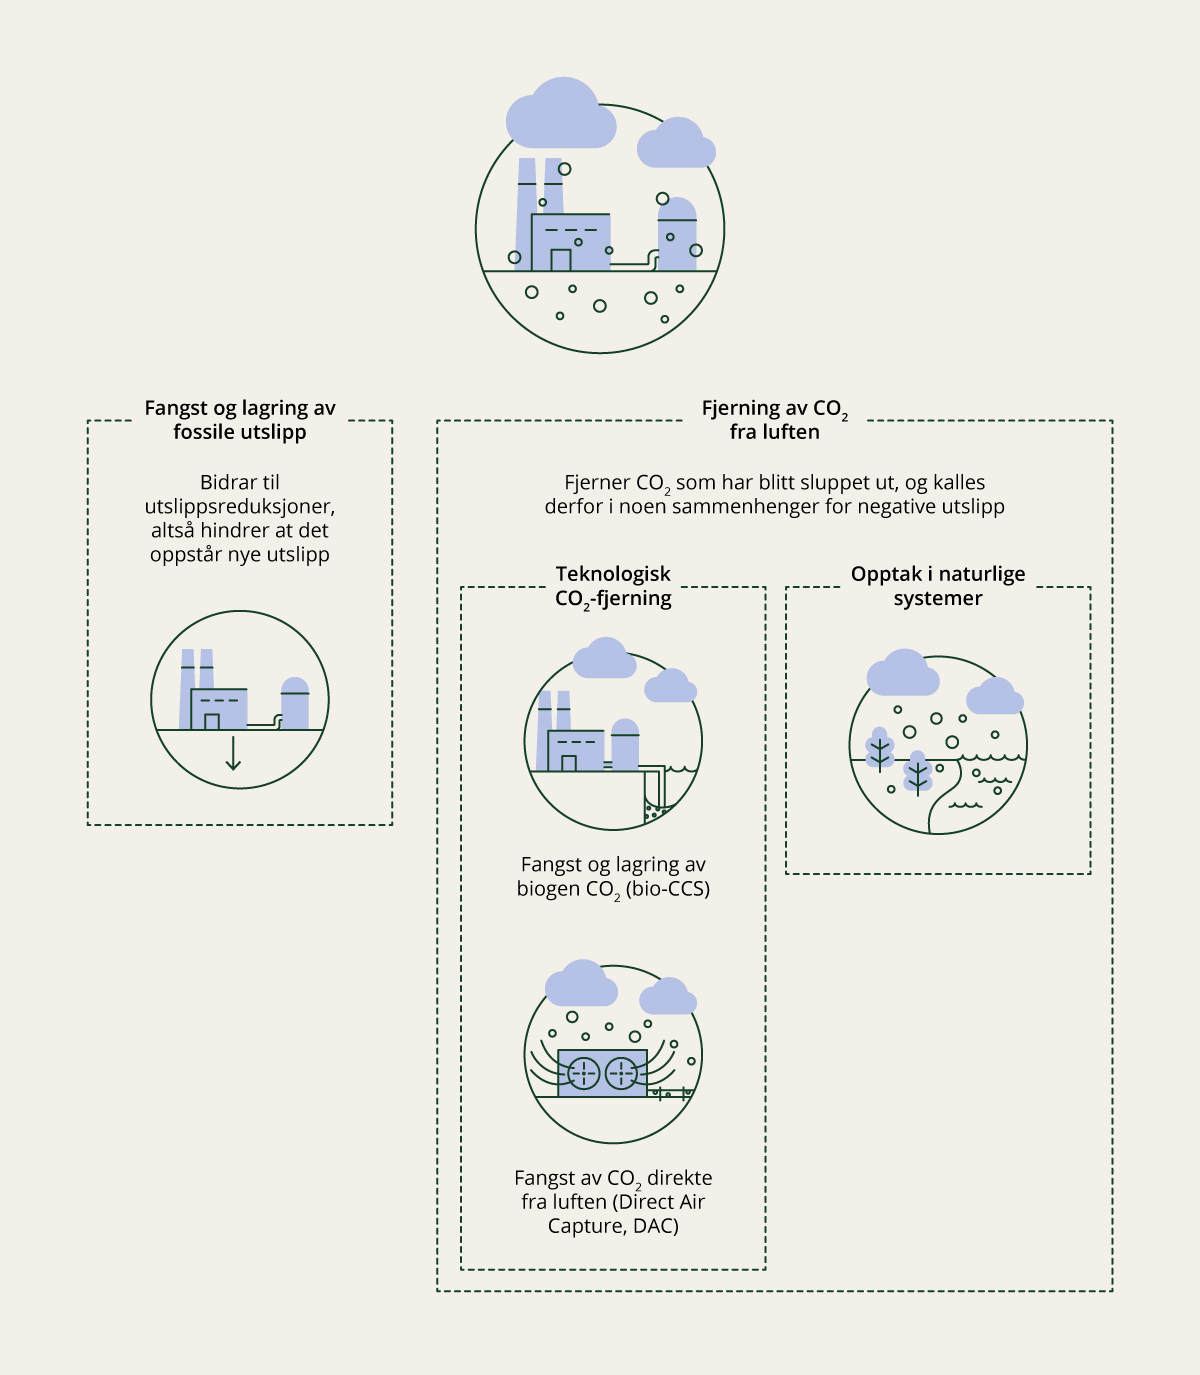 Fangst og lagring av
fossile utslipp
Bidrar til
utslippsreduksjoner,
altså hindrer at det
oppstår nye utslipp
Fjerning av CO₂
fra luften
Fjerner CO₂ som har blitt sluppet ut, og kalles
derfor i noen sammenhenger for negative utslipp
Teknologisk
CO₂-fjerning
Fangst og lagring av
biogen CO₂ (bio-CCS)
Fangst av CO₂ direkte
fra luften (Direct Air
Capture, DAC)
Opptak i naturlige
systemer